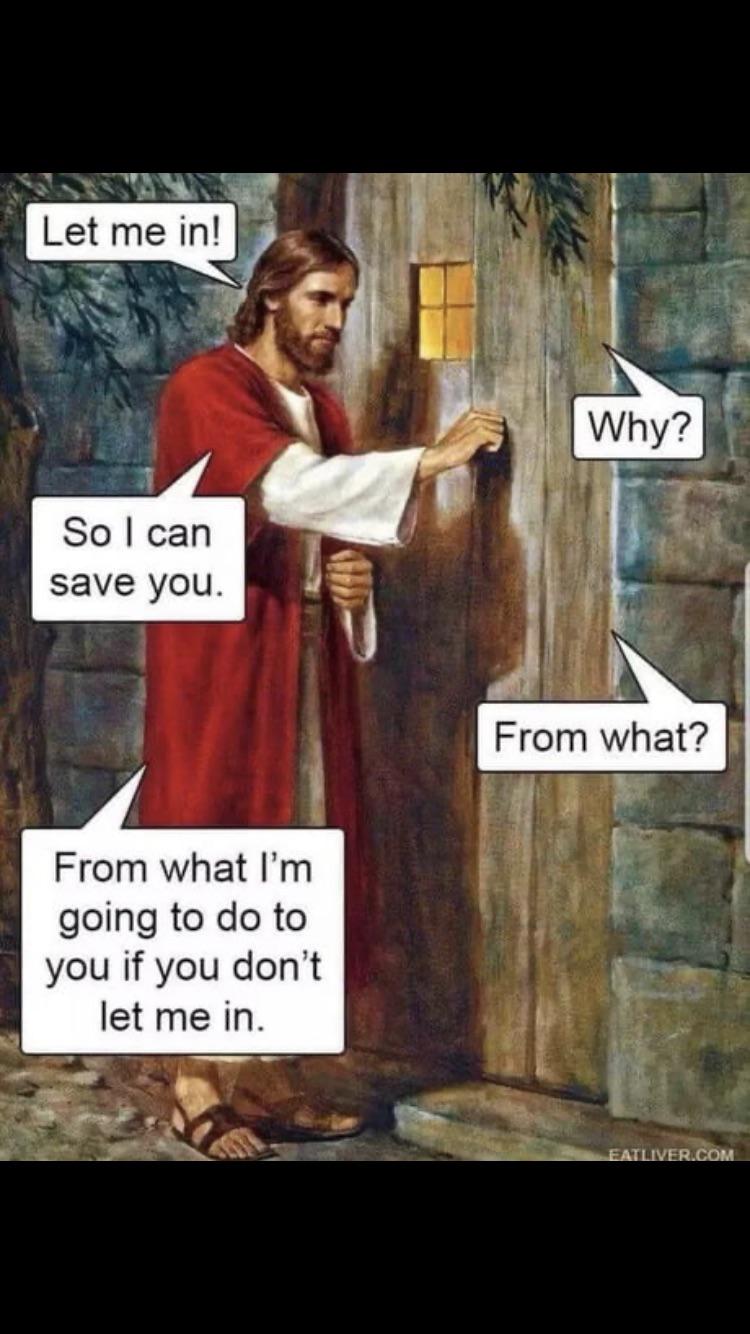 Let me in!
Why?
So I can
save you.
From what?
From what I'm
going to do to
you if you don't
let me in.
EATLIVER.COM